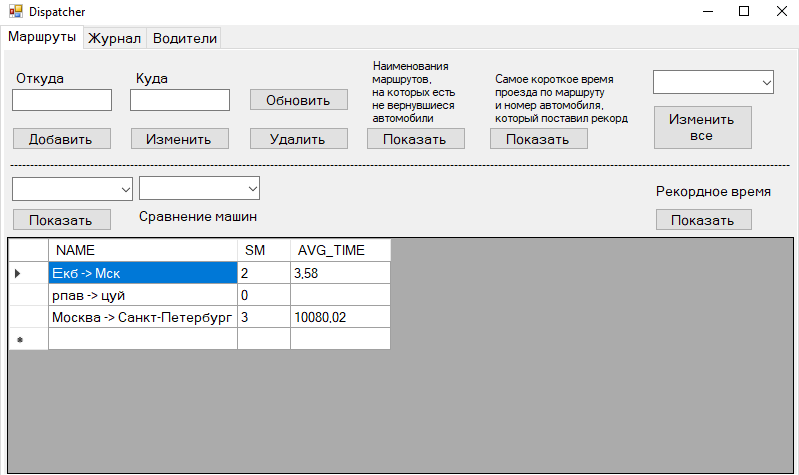 Dispatcher
Маршруты Журнал Водители
Откуда
Куда
Обновить
Наименования
маршрутов,
на которых есть
не вернувшиеся
автомобили
Самое короткое время
проезда по маршруту
и номер автомобиля,
который поставил рекорд
Добавить
Изменить
Удалить
Показать
Показать
Изменить
все
Показать
Сравнение машин
Рекордное время
Показать
NAME SM AVG_TIME
Екб -> Мск 2 3,58
рпав -> цуй 0
Москва -> Санкт-Петербург 3 10080,02